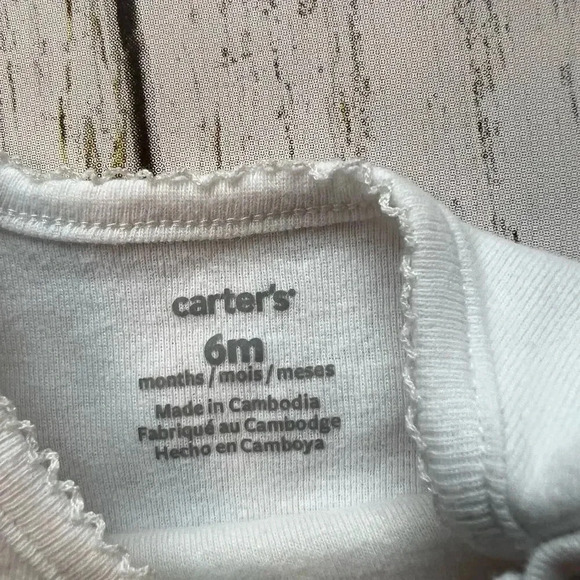 carter's
6m
months / mois / meses
Made in Cambodia
Fabriqué au Cambodge
Hecho en Camboya